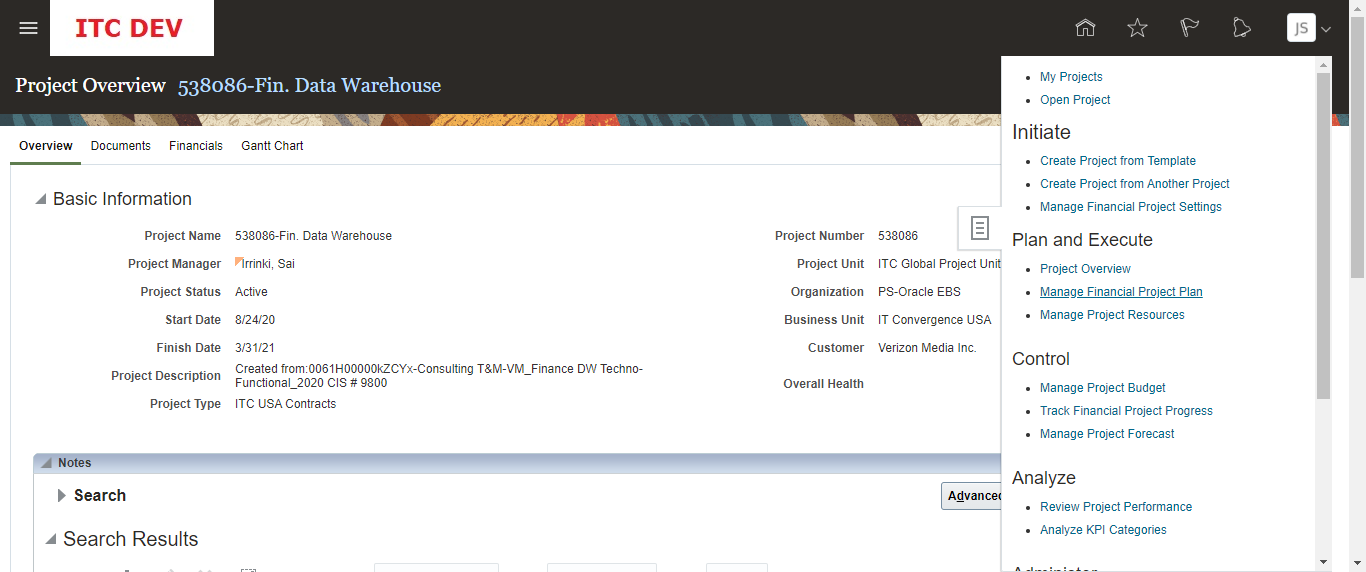 ITC DEV
JS
Project Overview 538086-Fin. Data Warehouse
Overview Documents Financials Gantt Chart
Basic Information
Project Name 538086-Fin. Data Warehouse
Project Manager Irrinki, Sai
Project Status Active
Start Date 8/24/20
Finish Date 3/31/21
Project Description Created from:0061H00000kZCYx-Consulting T&M-VM_Finance DW Techno-
Functional_2020 CIS # 9800
Project Type ITC USA Contracts
Project Number 538086
Project Unit ITC Global Project Unit
Organization PS-Oracle EBS
Business Unit IT Convergence USA
Customer Verizon Media Inc.
Overall Health
Notes
Search
Advanced
Search Results
My Projects
Open Project
Initiate
Create Project from Template
Create Project from Another Project
Manage Financial Project Settings
Plan and Execute
Project Overview
Manage Financial Project Plan
Manage Project Resources
Control
Manage Project Budget
Track Financial Project Progress
Manage Project Forecast
Analyze
Review Project Performance
Analyze KPI Categories